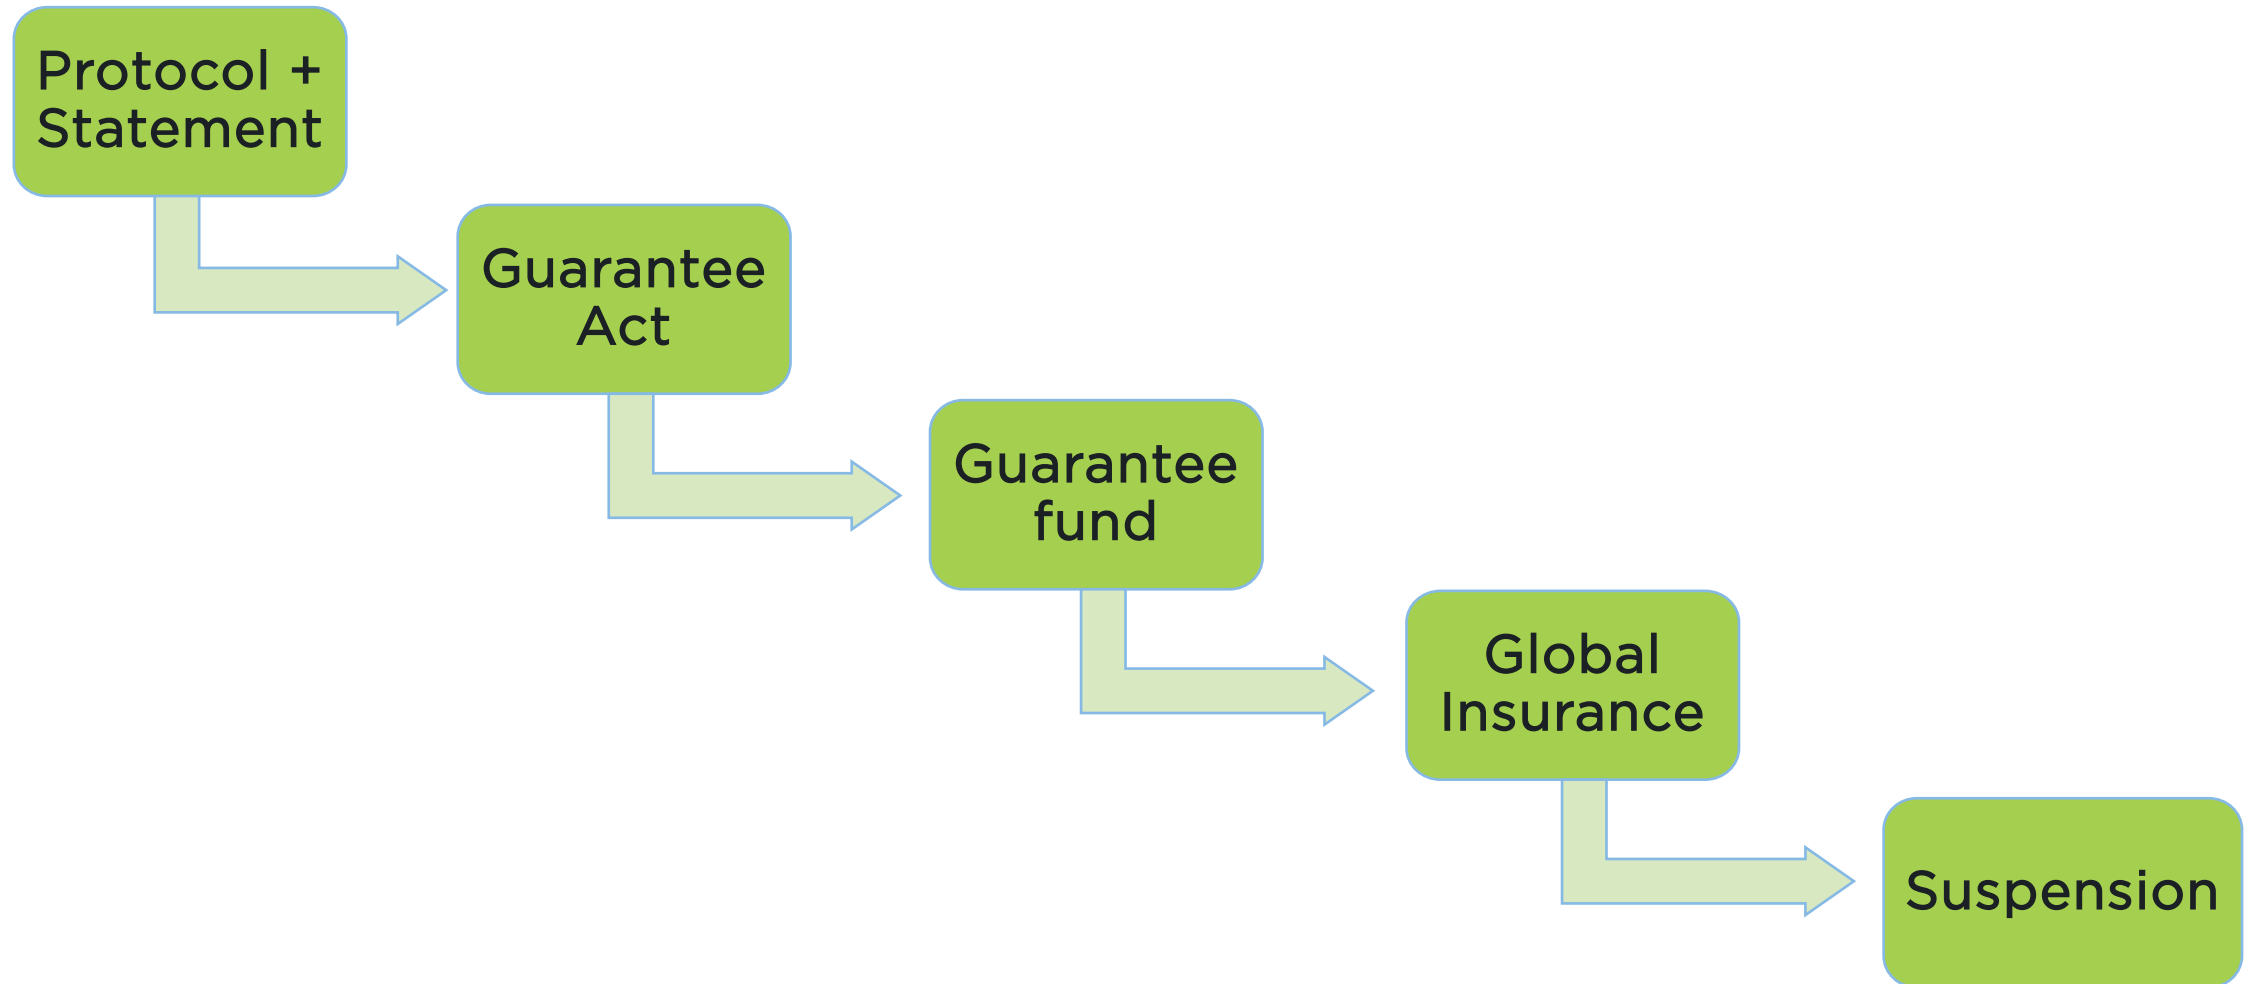 Protocol +
Statement
Guarantee
Act
Guarantee
fund
Global
Insurance
Suspension